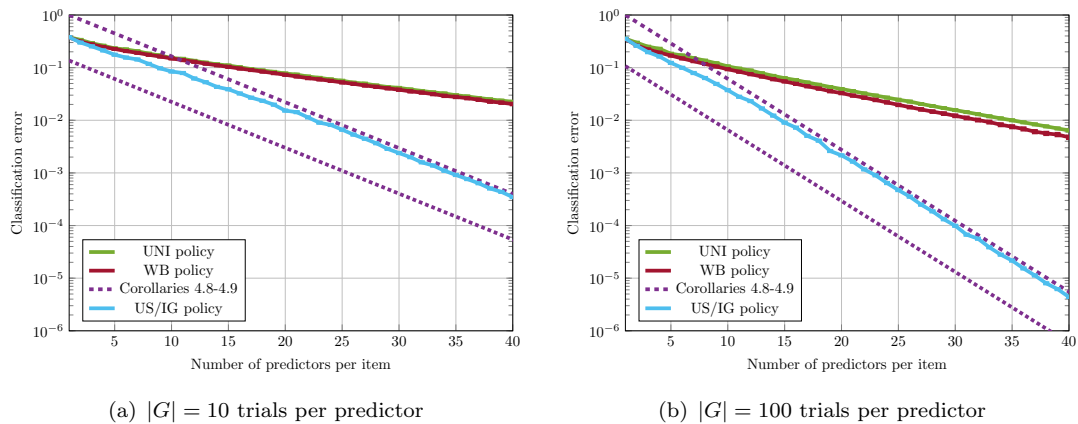 10^0
10^−1
10^−2
10^−3
10^−4
10^−5
10^−6
Classification error
UNI policy
WB policy
Corollaries 4.8-4.9
US/IG policy
5 10 15 20 25 30 35 40
Number of predictors per item
(a) |G| = 10 trials per predictor
10^0
10^−1
10^−2
10^−3
10^−4
10^−5
10^−6
Classification error
UNI policy
WB policy
Corollaries 4.8-4.9
US/IG policy
5 10 15 20 25 30 35 40
Number of predictors per item
(b) |G| = 100 trials per predictor